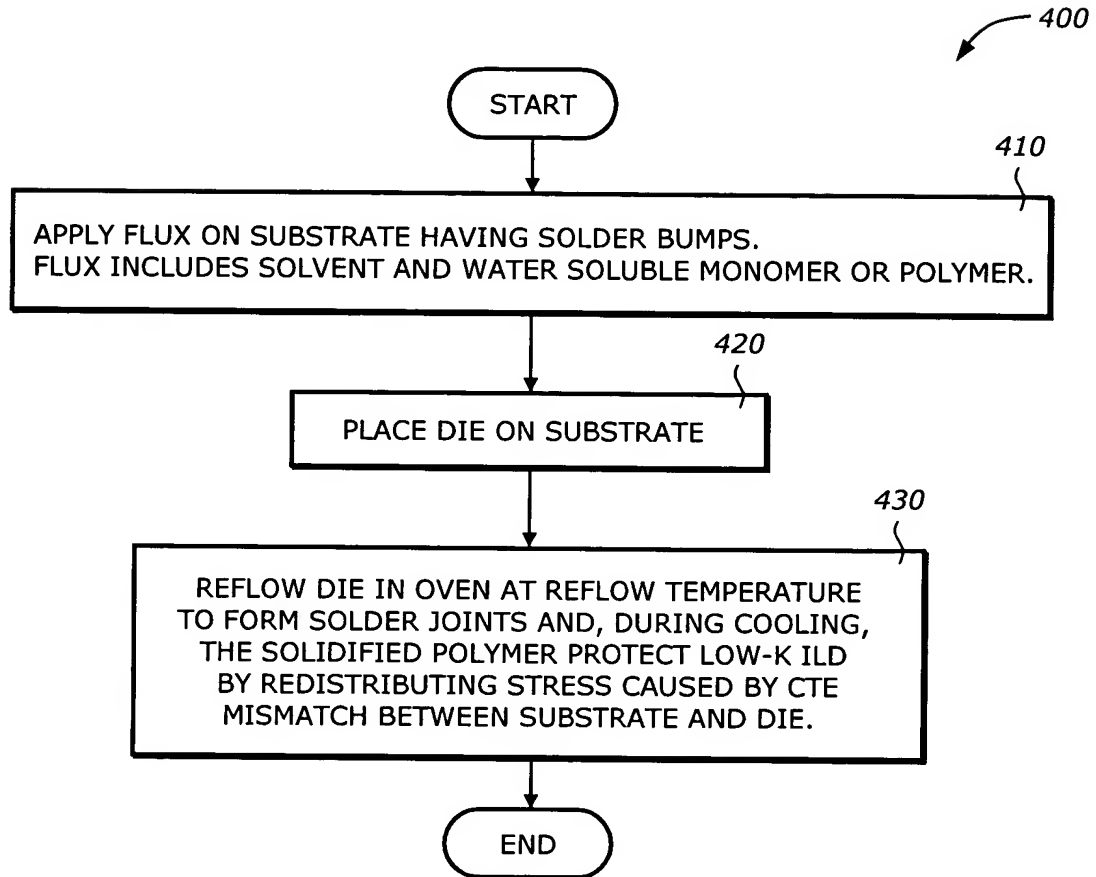 400
START
410
APPLY FLUX ON SUBSTRATE HAVING SOLDER BUMPS.
FLUX INCLUDES SOLVENT AND WATER SOLUBLE MONOMER OR POLYMER.
420
PLACE DIE ON SUBSTRATE
430
REFLOW DIE IN OVEN AT REFLOW TEMPERATURE
TO FORM SOLDER JOINTS AND, DURING COOLING,
THE SOLIDIFIED POLYMER PROTECT LOW-K ILD
BY REDISTRIBUTING STRESS CAUSED BY CTE
MISMATCH BETWEEN SUBSTRATE AND DIE.
END